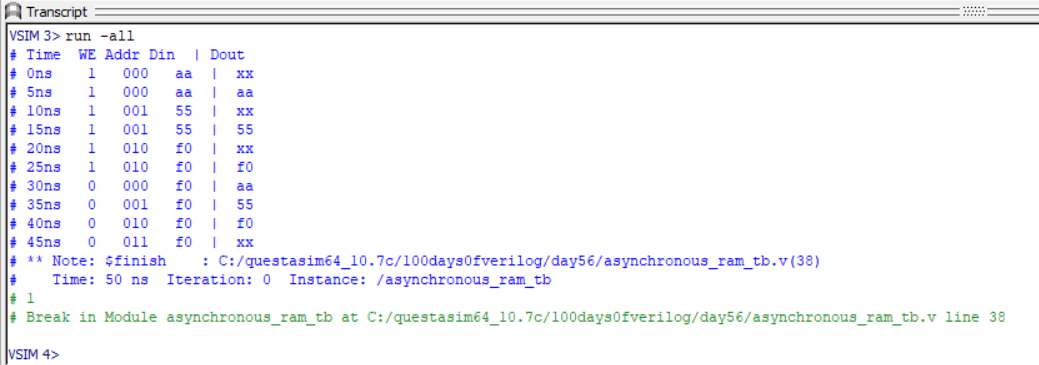 Transcript
VSIM 3> run -all
# Time  WE Addr Din  | Dout
# 0ns    1   000   aa  |  xx
# 5ns    1   000   aa  |  aa
# 10ns  1   001   55  |  xx
# 15ns  1   001   55  |  55
# 20ns  1   010   f0  |  xx
# 25ns  1   010   f0  |  f0
# 30ns  0   000   f0  |  aa
# 35ns  0   001   f0  |  55
# 40ns  0   010   f0  |  f0
# 45ns  0   011   f0  |  xx
# ** Note: $finish    : C:/questasim64_10.7c/100days0fverilog/day56/asynchronous_ram_tb.v(38)
#    Time: 50 ns  Iteration: 0  Instance: /asynchronous_ram_tb
# 1
# Break in Module asynchronous_ram_tb at C:/questasim64_10.7c/100days0fverilog/day56/asynchronous_ram_tb.v line 38
VSIM 4>